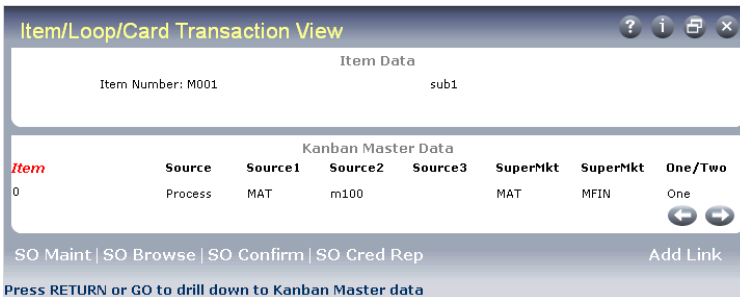 Item/Loop/Card Transaction View
Item Data
Item Number: M001 sub1
Kanban Master Data
Item Source Source1 Source2 Source3 SuperMkt SuperMkt One/Two
0 Process MAT m100 MAT MFIN One
SO Maint | SO Browse | SO Confirm | SO Cred Rep Add Link
Press RETURN or GO to drill down to Kanban Master data